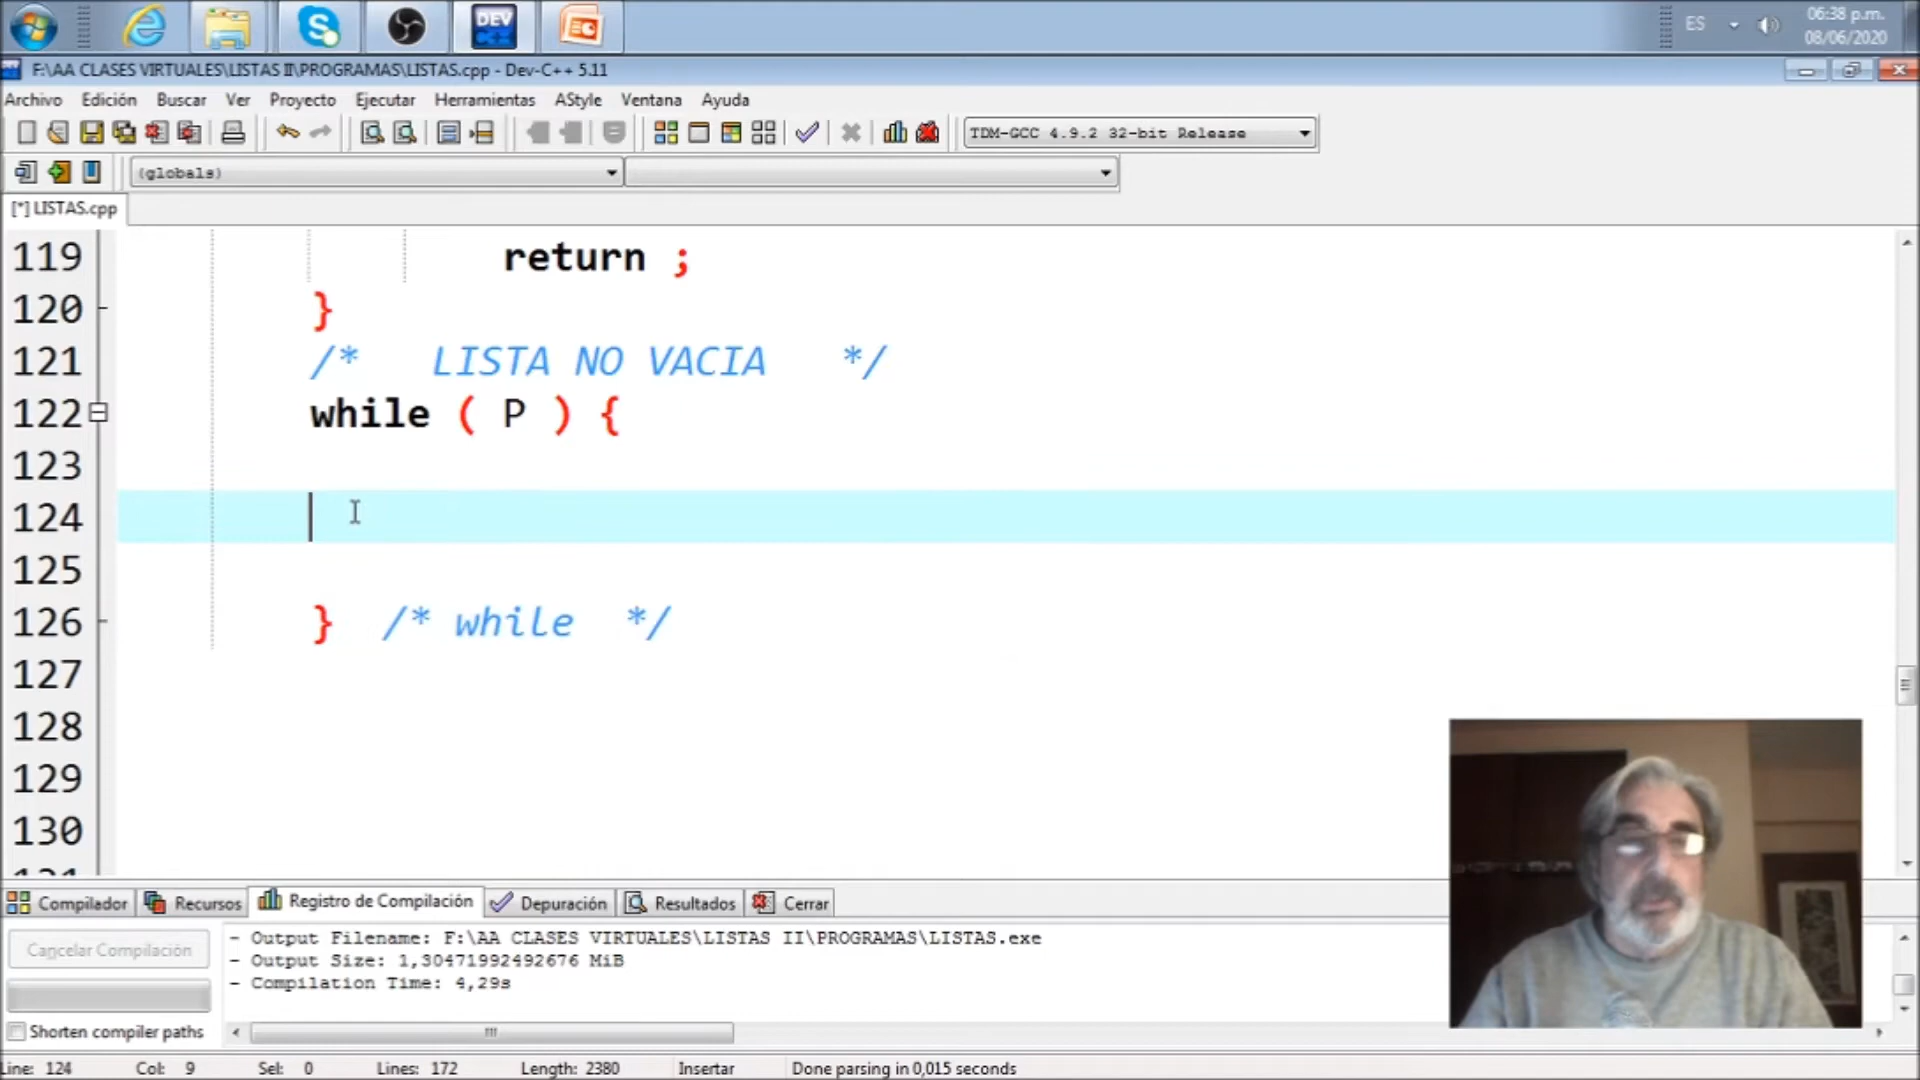 DEV
C++
ES
06:38 p.m.
08/06/2020
F:\AA CLASES VIRTUALES\LISTAS II\PROGRAMAS\LISTAS.cpp - Dev-C++ 5.11
Archivo Edición Buscar Ver Proyecto Ejecutar Herramientas AStyle Ventana Ayuda
TDM-GCC 4.9.2 32-bit Release
(globals)
[*] LISTAS.cpp
119 return ;
120 }
121 /* LISTA NO VACIA */
122 while ( P ) {
123
124
125
126 } /* while */
127
128
129
130
Compilador Recursos Registro de Compilación Depuración Resultados Cerrar
Cancelar Compilación
- Output Filename: F:\AA CLASES VIRTUALES\LISTAS II\PROGRAMAS\LISTAS.exe
- Output Size: 1,30471992492676 MiB
- Compilation Time: 4,29s
Shorten compiler paths
Line: 124 Col: 9 Sel: 0 Lines: 172 Length: 2380 Insertar Done parsing in 0,015 seconds